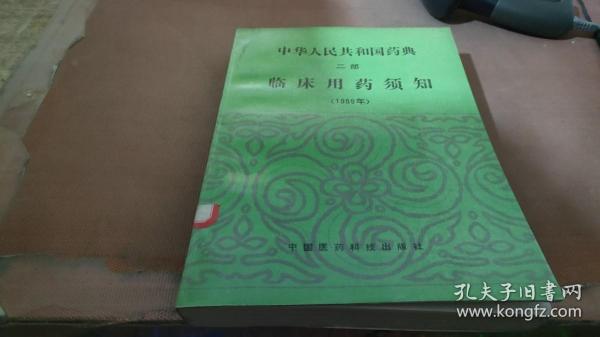 中华人民共和国药典
二部
临床用药须知
(1989年)
中国医药科技出版社
孔夫子旧书网
www.kongfz.com